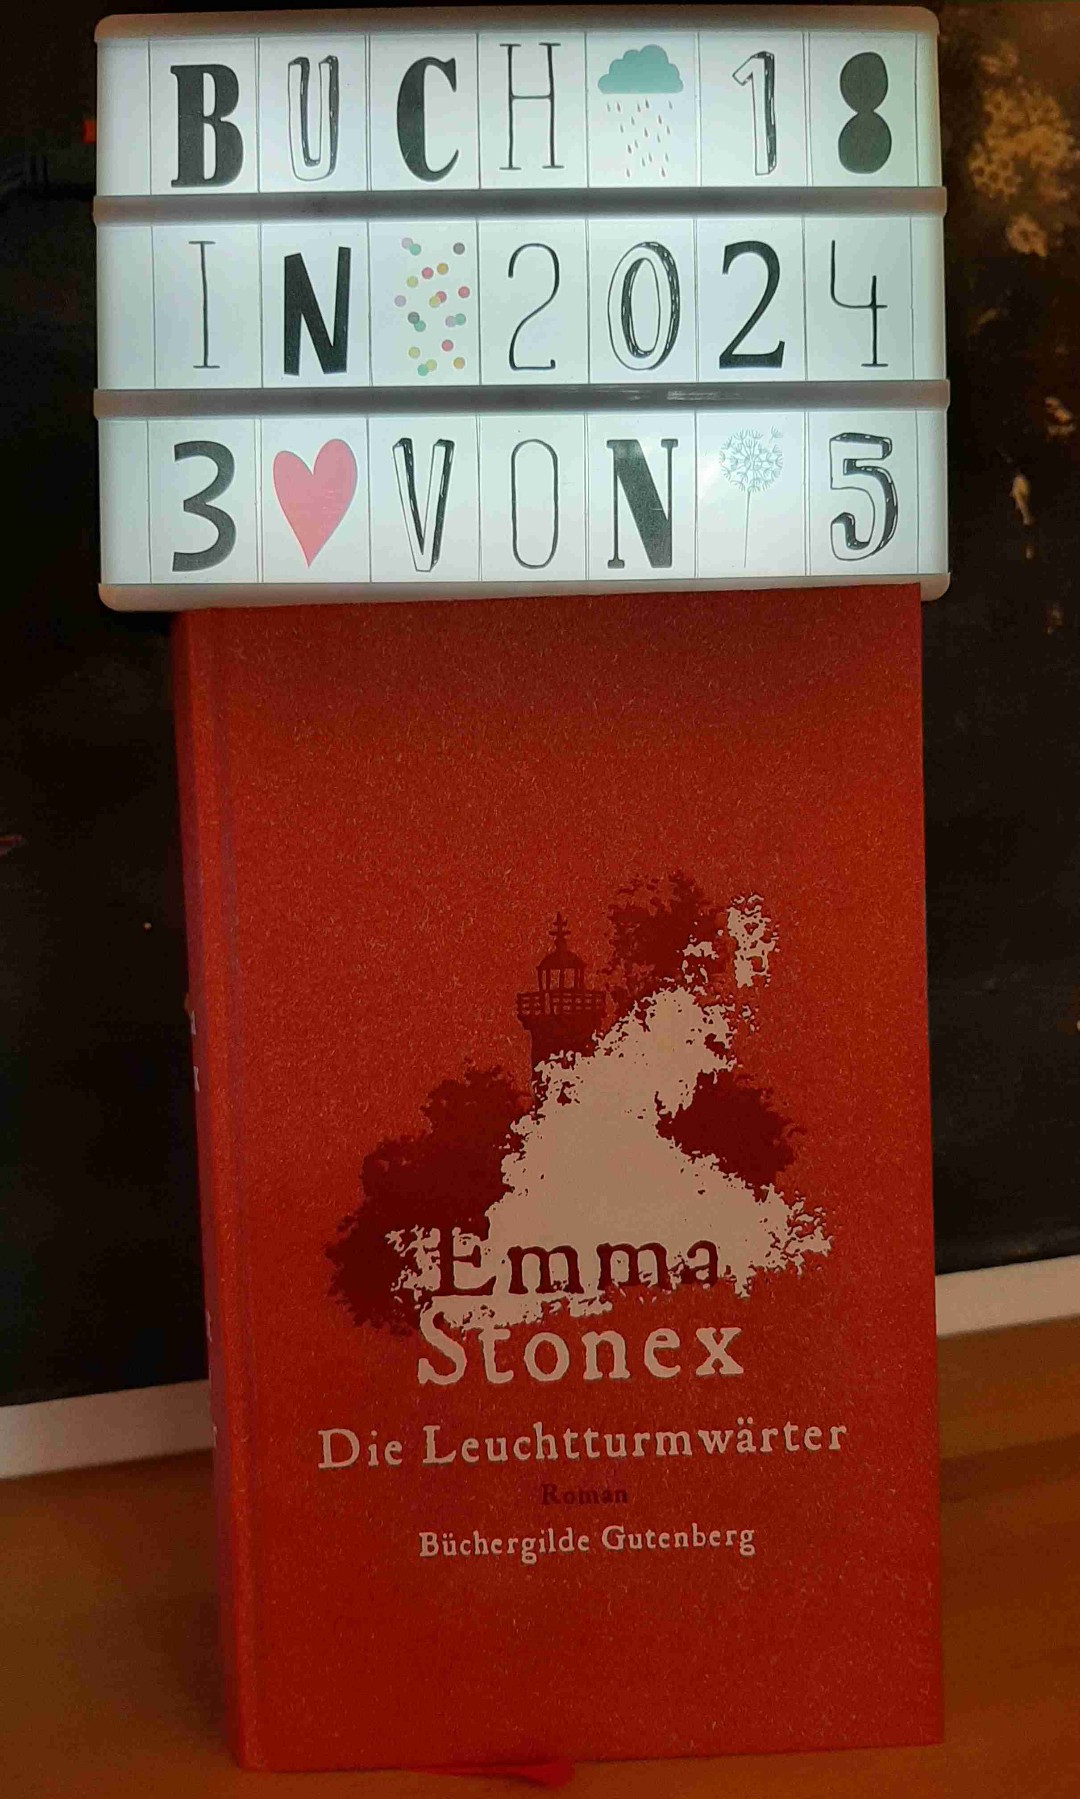 BUCH 18
IN 2024
3 VON 5
Emma
Stonex
Die Leuchtturmwärter
Roman
Büchergilde Gutenberg